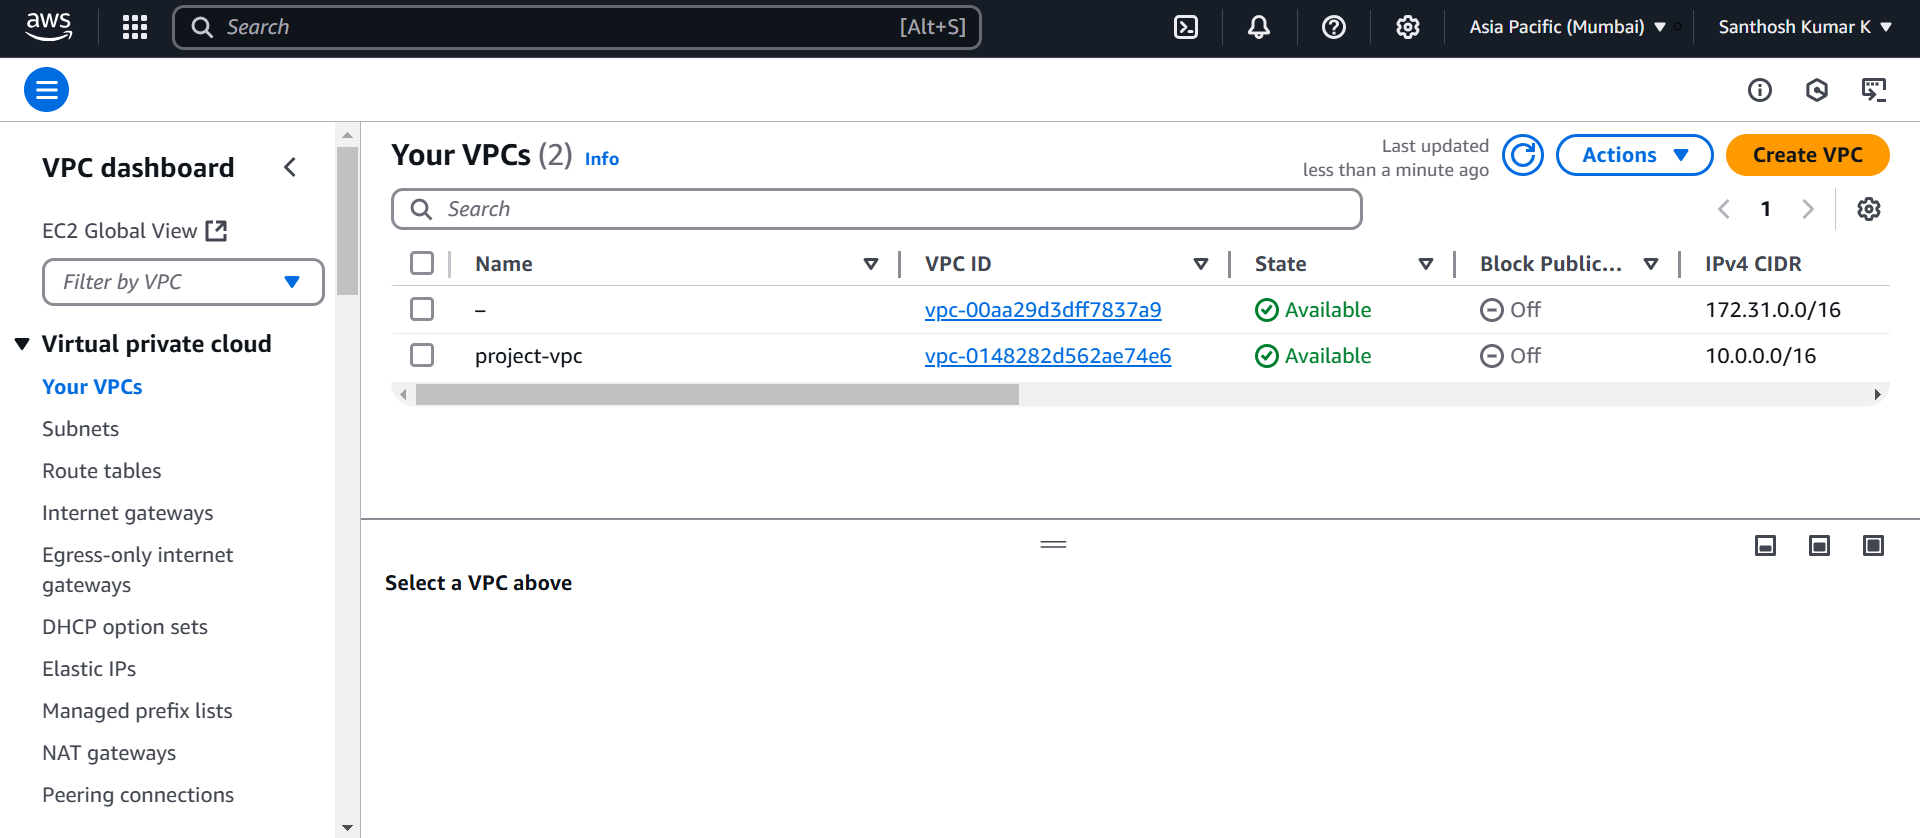 aws
Search [Alt+S]
Asia Pacific (Mumbai)
Santhosh Kumar K
VPC dashboard
EC2 Global View
Filter by VPC
Virtual private cloud
Your VPCs
Subnets
Route tables
Internet gateways
Egress-only internet
gateways
DHCP option sets
Elastic IPs
Managed prefix lists
NAT gateways
Peering connections
Your VPCs (2) Info
Last updated
less than a minute ago
Actions
Create VPC
Search
1
Name VPC ID State Block Public... IPv4 CIDR
– vpc-00aa29d3dff7837a9 Available Off 172.31.0.0/16
project-vpc vpc-0148282d562ae74e6 Available Off 10.0.0.0/16
Select a VPC above